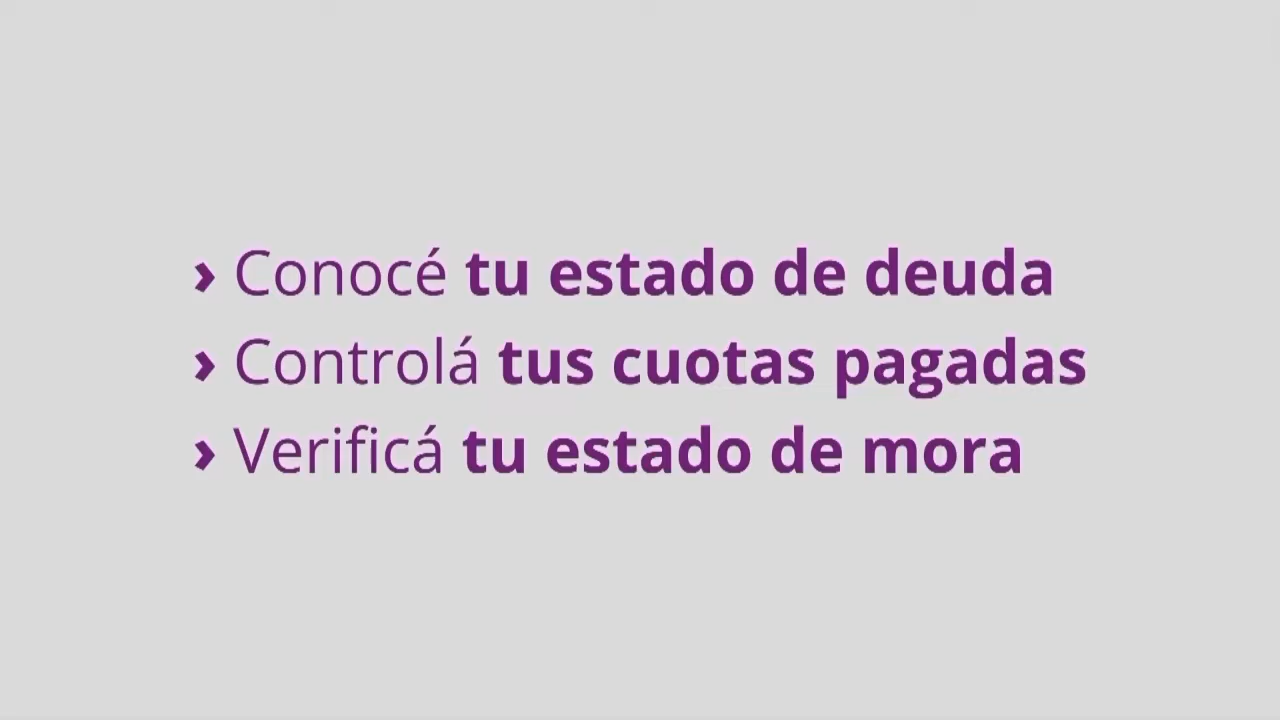 › Conocé tu estado de deuda
› Controlá tus cuotas pagadas
› Verificá tu estado de mora